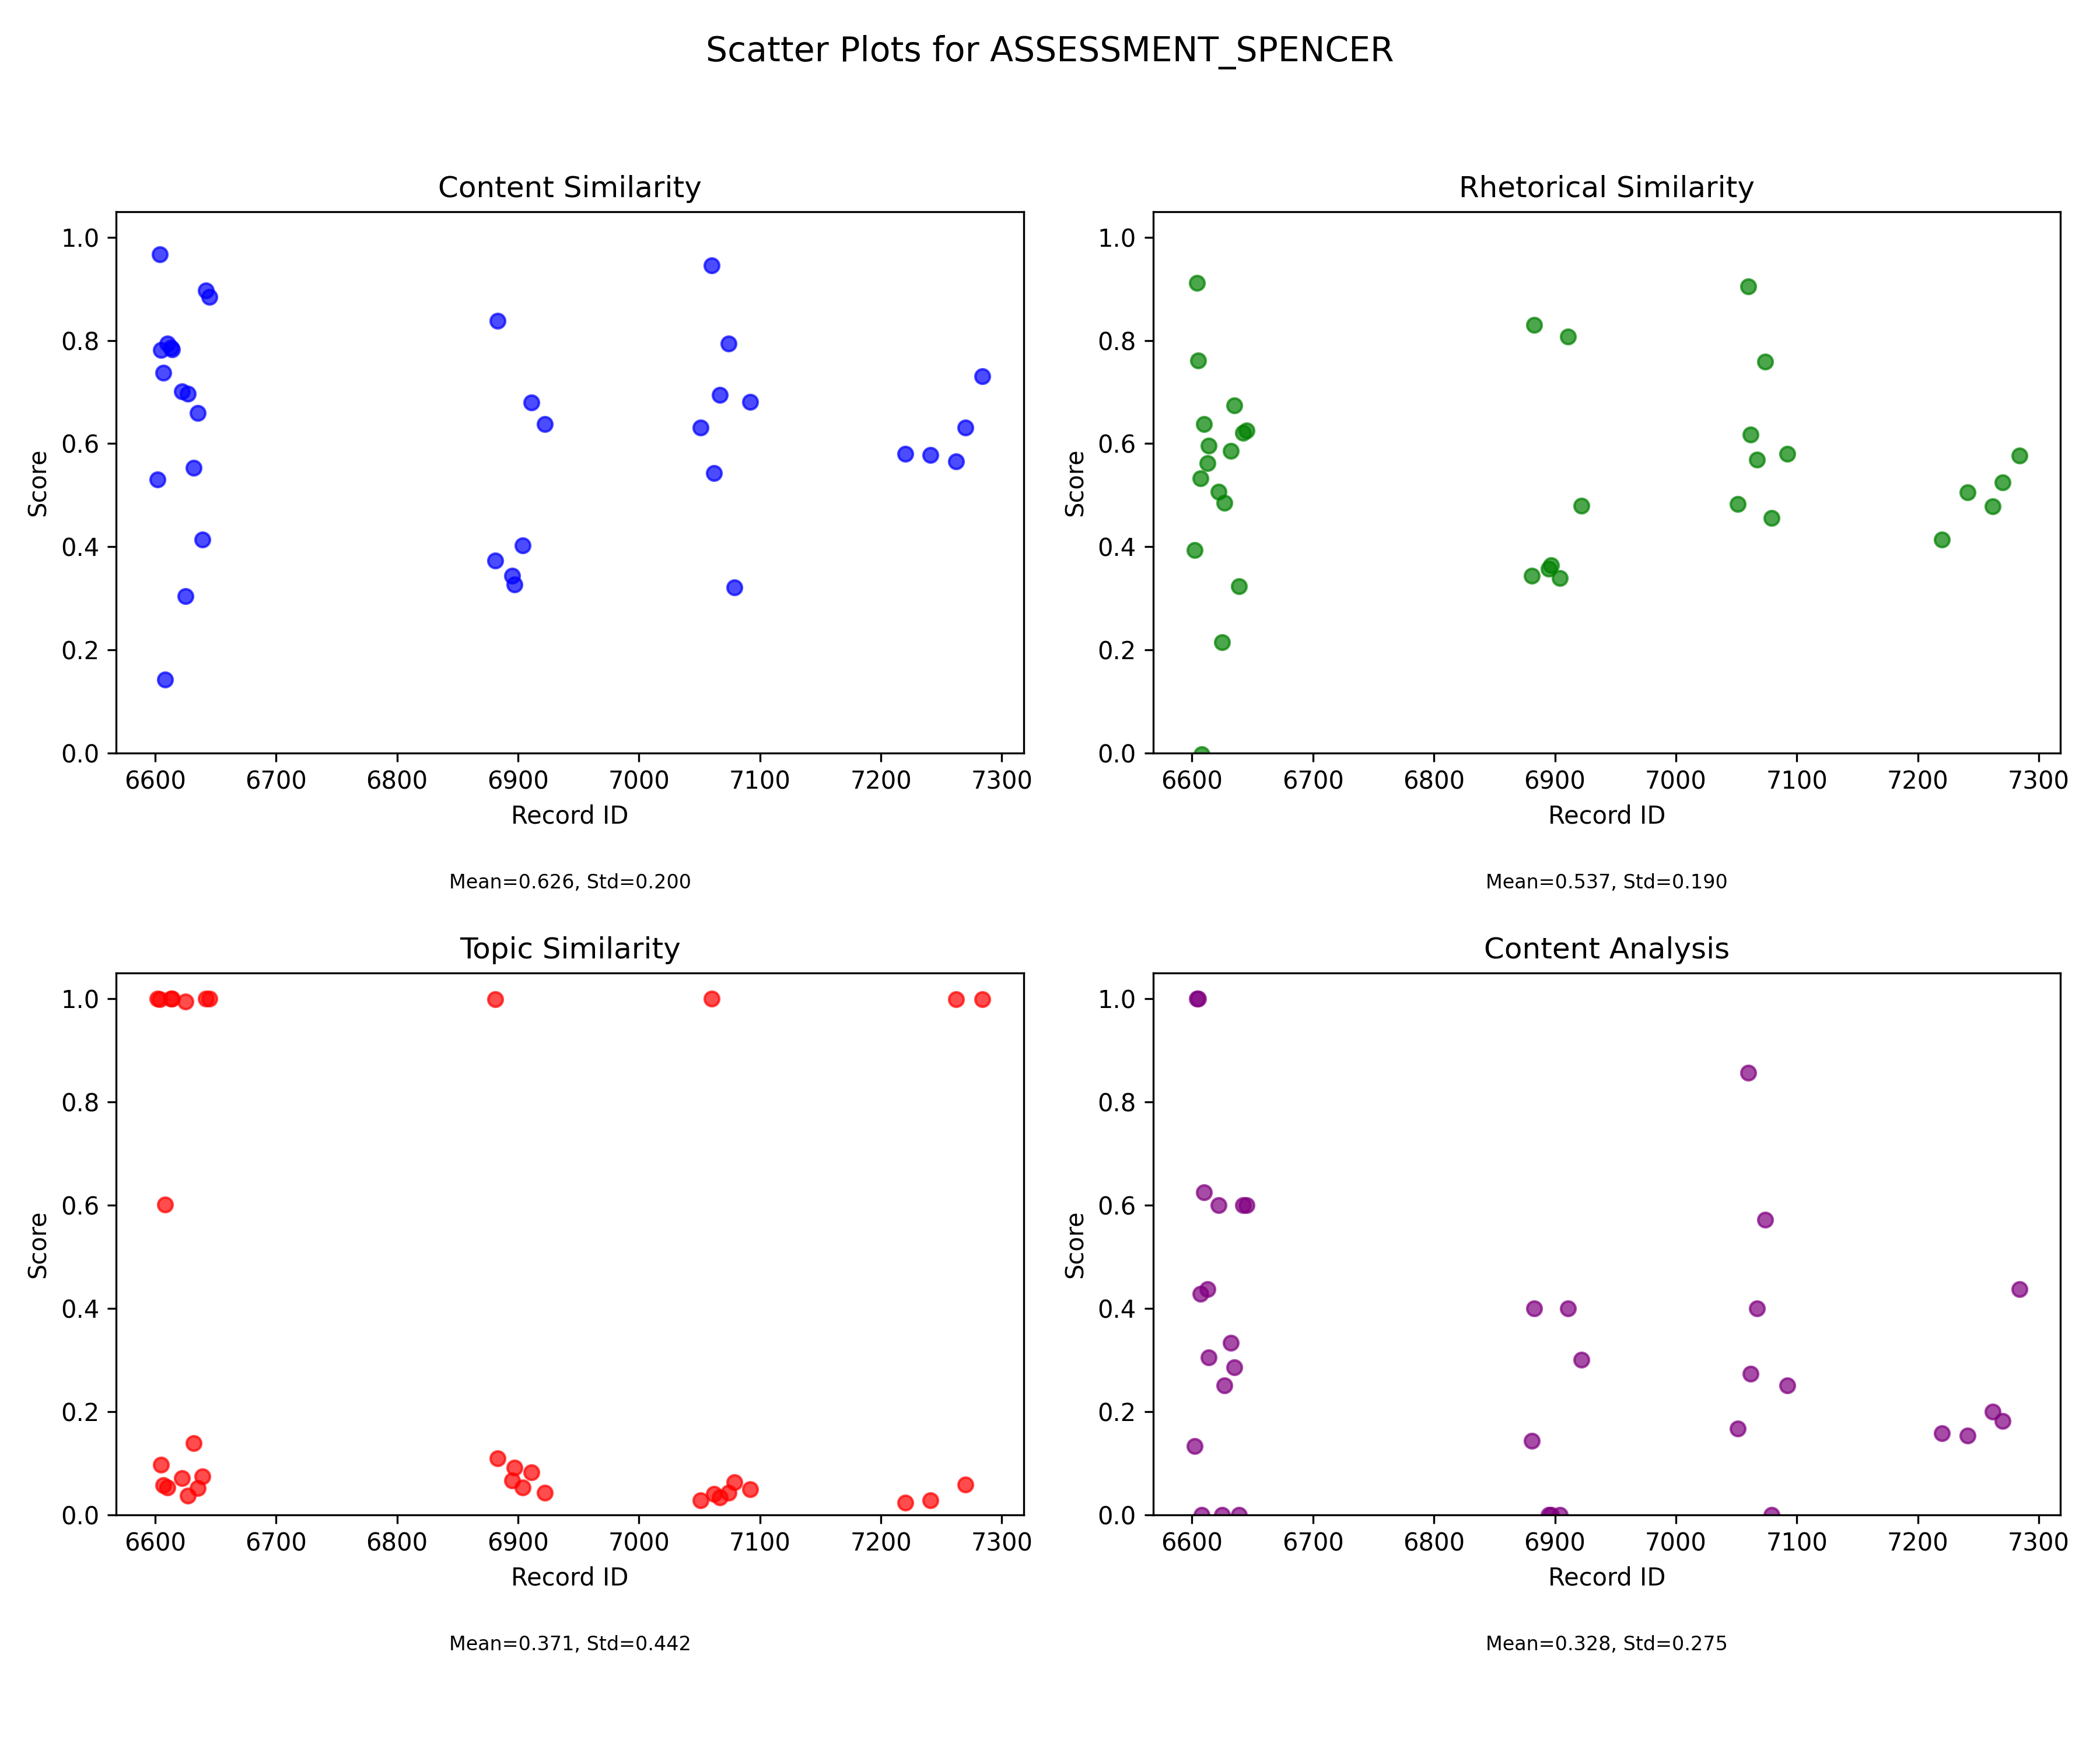 Scatter Plots for ASSESSMENT_SPENCER
Content Similarity
1.0
0.8
0.6
0.4
0.2
0.0
Score
6600 6700 6800 6900 7000 7100 7200 7300
Record ID
Mean=0.626, Std=0.200
Rhetorical Similarity
1.0
0.8
0.6
0.4
0.2
0.0
Score
6600 6700 6800 6900 7000 7100 7200 7300
Record ID
Mean=0.537, Std=0.190
Topic Similarity
1.0
0.8
0.6
0.4
0.2
0.0
Score
6600 6700 6800 6900 7000 7100 7200 7300
Record ID
Mean=0.371, Std=0.442
Content Analysis
1.0
0.8
0.6
0.4
0.2
0.0
Score
6600 6700 6800 6900 7000 7100 7200 7300
Record ID
Mean=0.328, Std=0.275